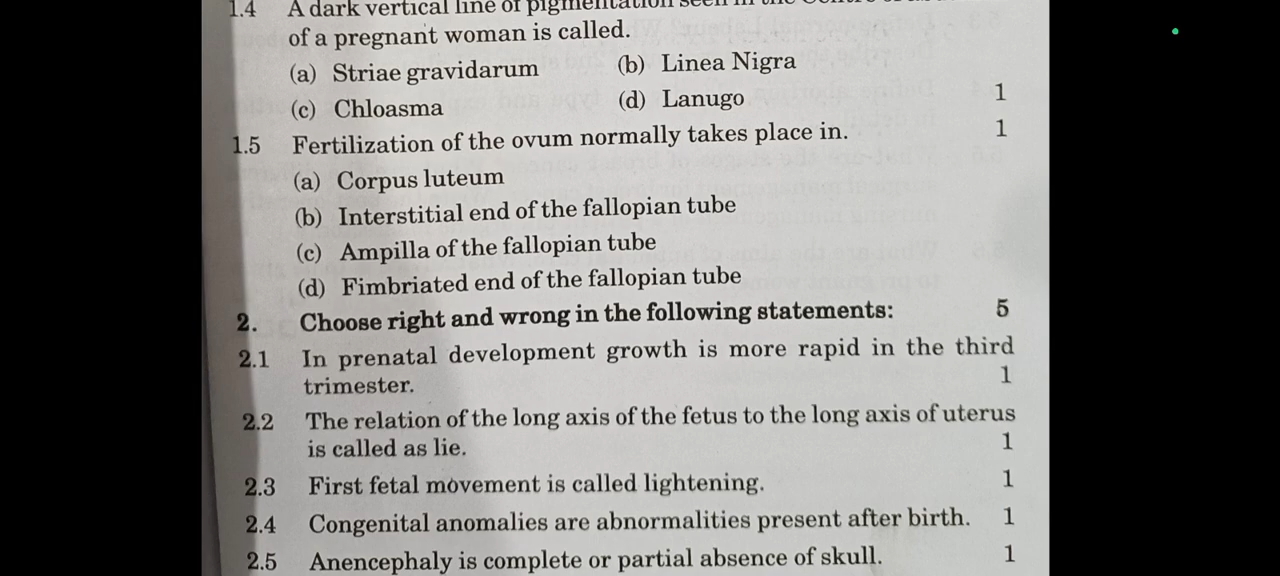 1.4 A dark vertical line of pigmentation seen in the
of a pregnant woman is called.
(a) Striae gravidarum (b) Linea Nigra
(c) Chloasma (d) Lanugo 1
1.5 Fertilization of the ovum normally takes place in. 1
(a) Corpus luteum
(b) Interstitial end of the fallopian tube
(c) Ampilla of the fallopian tube
(d) Fimbriated end of the fallopian tube
2. Choose right and wrong in the following statements: 5
2.1 In prenatal development growth is more rapid in the third
trimester. 1
2.2 The relation of the long axis of the fetus to the long axis of uterus
is called as lie. 1
2.3 First fetal movement is called lightening. 1
2.4 Congenital anomalies are abnormalities present after birth. 1
2.5 Anencephaly is complete or partial absence of skull. 1